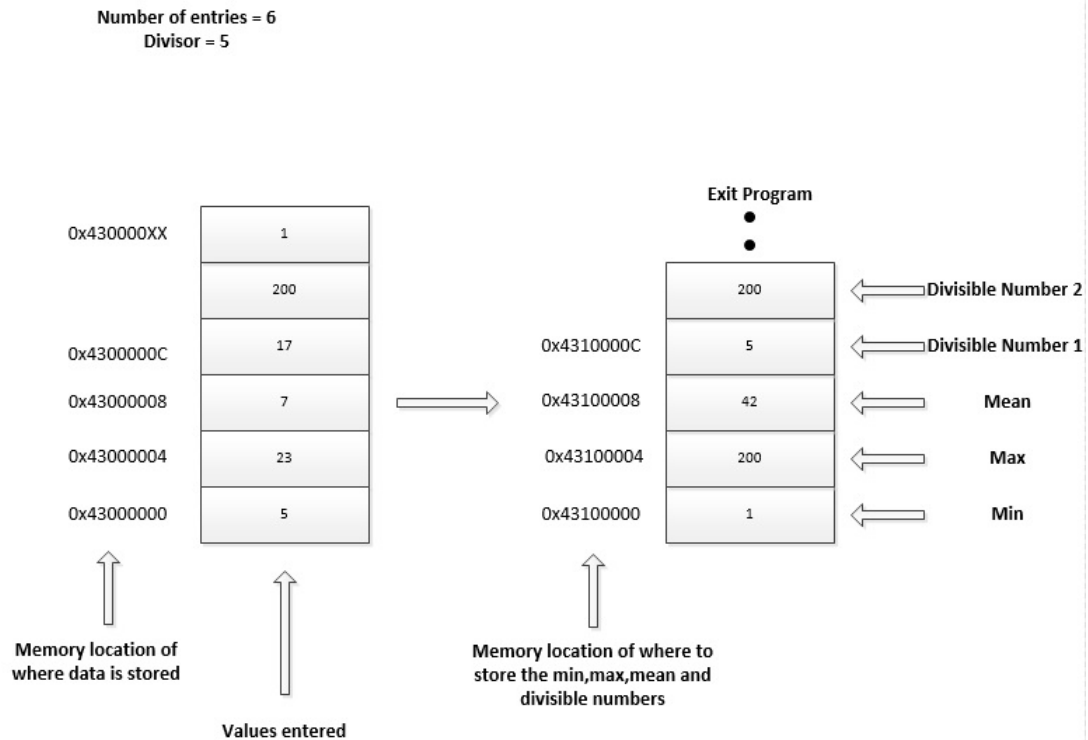 Number of entries = 6
Divisor = 5
Exit Program
0x430000XX
1
200
200
Divisible Number 2
0x4300000C
17
0x4310000C
5
Divisible Number 1
0x43000008
7
0x43100008
42
Mean
0x43000004
23
0x43100004
200
Max
0x43000000
5
0x43100000
1
Min
Memory location of
where data is stored
Memory location of where to
store the min,max,mean and
divisible numbers
Values entered